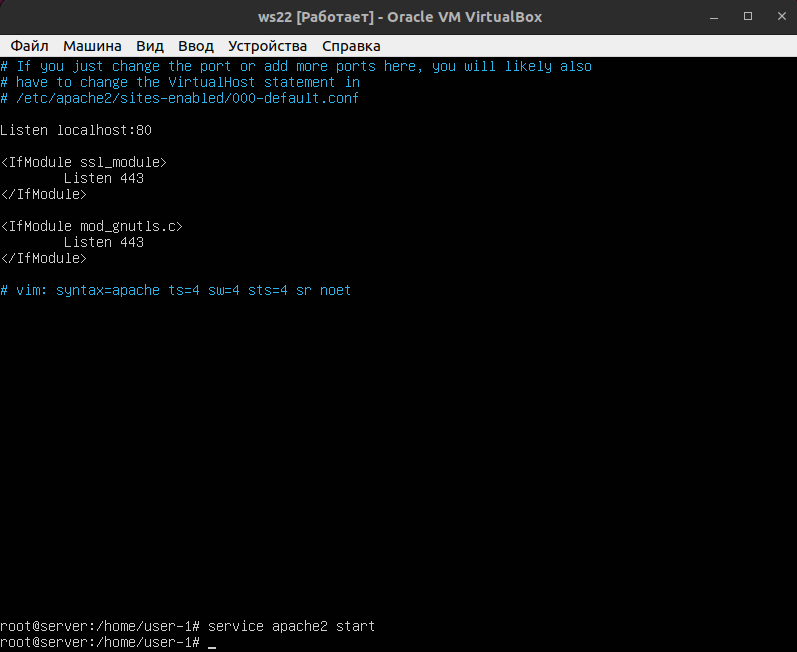 ws22 [Работает] - Oracle VM VirtualBox
Файл Машина Вид Ввод Устройства Справка
# If you just change the port or add more ports here, you will likely also
# have to change the VirtualHost statement in
# /etc/apache2/sites-enabled/000-default.conf
Listen localhost:80
<IfModule ssl_module>
        Listen 443
</IfModule>
<IfModule mod_gnutls.c>
        Listen 443
</IfModule>
# vim: syntax=apache ts=4 sw=4 sts=4 sr noet
root@server:/home/user-1# service apache2 start
root@server:/home/user-1# _